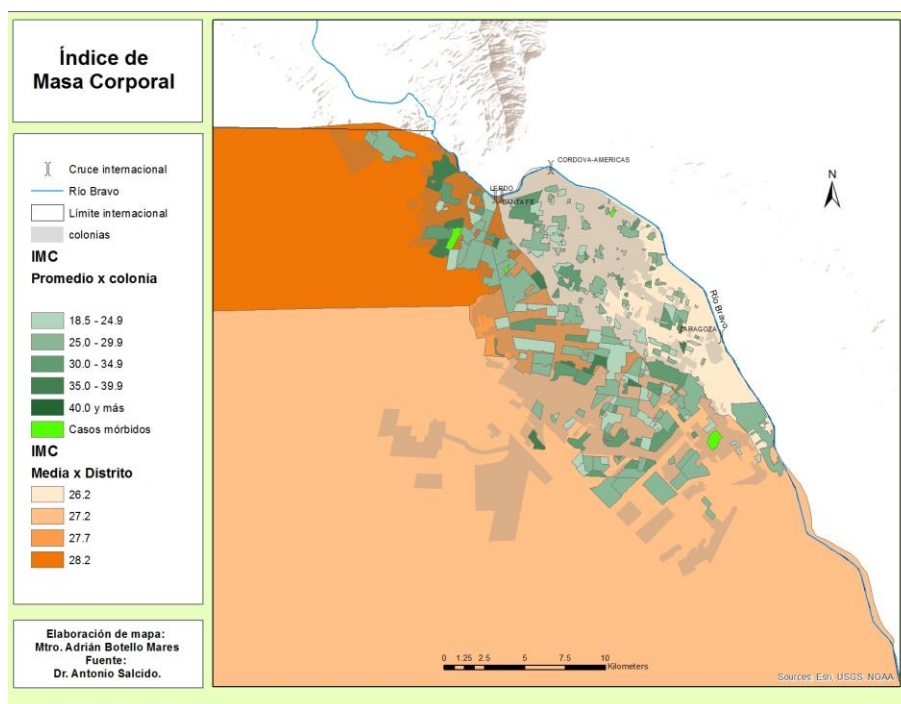 Índice de
Masa Corporal
Cruce internacional
Río Bravo
Límite internacional
colonias
IMC
Promedio x colonia
18.5 - 24.9
25.0 - 29.9
30.0 - 34.9
35.0 - 39.9
40.0 y más
Casos mórbidos
IMC
Media x Distrito
26.2
27.2
27.7
28.2
Elaboración de mapa:
Mtro. Adrián Botello Mares
Fuente:
Dr. Antonio Salcido.
CORDOVA-AMERICAS
LERDO
SANTA FE
N
Río Bravo
ZARAGOZA
0 1.25 2.5 5 7.5 10
Kilometers
Sources: Esri, USGS, NOAA